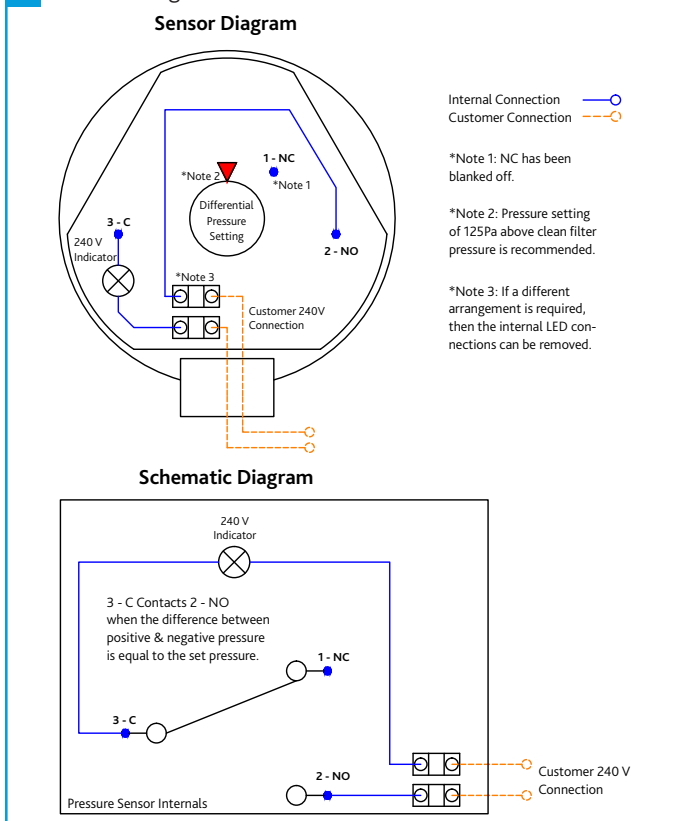 Sensor Diagram
Internal Connection
Customer Connection
*Note 1: NC has been
blanked off.
*Note 2: Pressure setting
of 125Pa above clean filter
pressure is recommended.
*Note 3: If a different
arrangement is required,
then the internal LED con-
nections can be removed.
1 - NC
*Note 2
*Note 1
Differential
Pressure
Setting
3 - C
240 V
Indicator
2 - NO
*Note 3
Customer 240V
Connection
Schematic Diagram
240 V
Indicator
3 - C Contacts 2 - NO
when the difference between
positive & negative pressure
is equal to the set pressure.
1 - NC
3 - C
2 - NO
Customer 240 V
Connection
Pressure Sensor Internals